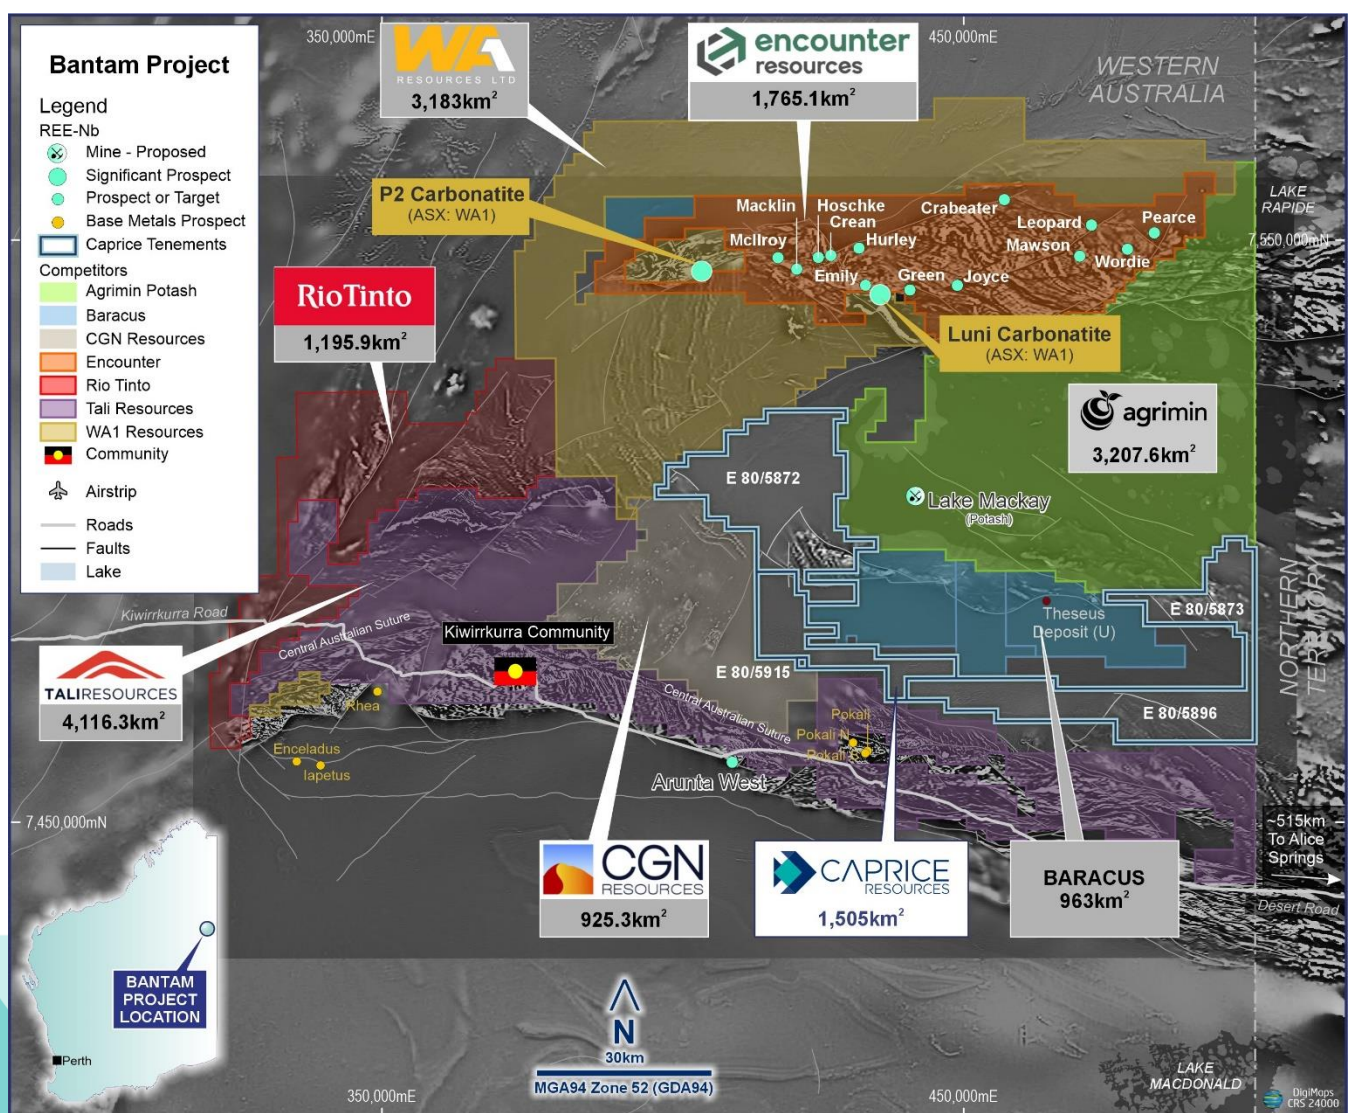 350,000mE
450,000mE
Bantam Project
Legend
REE-Nb
Mine - Proposed
Significant Prospect
Prospect or Target
Base Metals Prospect
Caprice Tenements
Competitors
Agrimin Potash
Baracus
CGN Resources
Encounter
Rio Tinto
Tali Resources
WA1 Resources
Community
Airstrip
Roads
Faults
Lake
WA1
RESOURCES LTD
3,183km²
encounter
resources
1,765.1km²
WESTERN
AUSTRALIA
P2 Carbonatite
(ASX: WA1)
Macklin
Hoschke
Crean
McIlroy
Hurley
Emily
Green
Joyce
Crabeater
Leopard
Mawson
Pearce
Wordie
LAKE
RAPIDE
7,550,000mN
RioTinto
1,195.9km²
Luni Carbonatite
(ASX: WA1)
agrimin
3,207.6km²
E 80/5872
Lake Mackay
(Potash)
Theseus
Deposit (U)
E 80/5873
NORTHERN
TERRITORY
Kiwirrkurra Road
Central Australian Suture
Kiwirrkurra Community
E 80/5915
Central Australian Suture
E 80/5896
TALIRESOURCES
4,116.3km²
Rhea
Enceladus
Iapetus
Pokali
Pokali N
Arunta West
7,450,000mN
CGN
RESOURCES
925.3km²
CAPRICE
RESOURCES
1,505km²
BARACUS
963km²
~515km
To Alice
Springs
Desert Road
BANTAM
PROJECT
LOCATION
Perth
N
30km
MGA94 Zone 52 (GDA94)
350,000mE
450,000mE
LAKE
MACDONALD
DigiMaps
CRS 24000